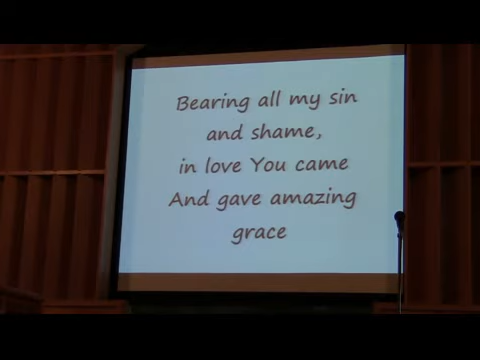 Bearing all my sin
and shame,
in love You came
And gave amazing
grace